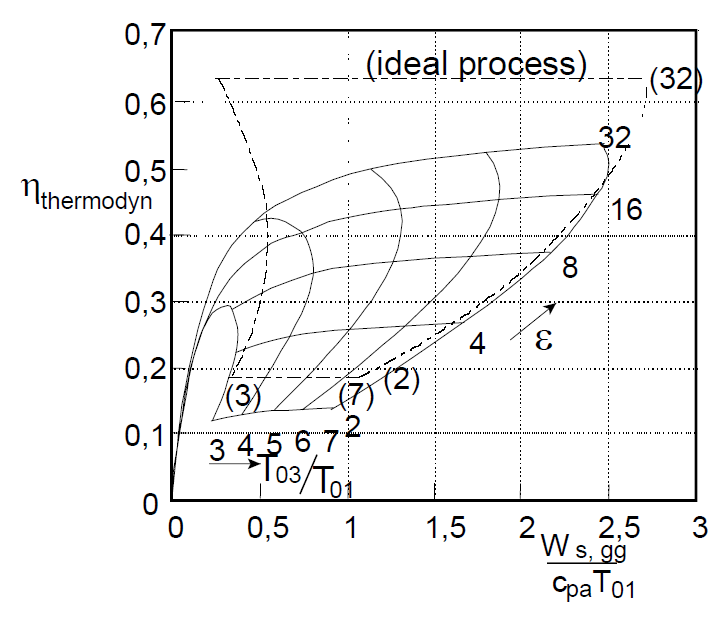 0,7
(ideal process)
(32)
0,6
32
0,5
ηthermodyn
16
0,4
8
0,3
4
ε
0,2
(3) (7) (2)
2
0,1
3 4 5 6 7
T03/T01
0
0 0,5 1 1,5 2 2,5 3
Ws, gg
cpaT01